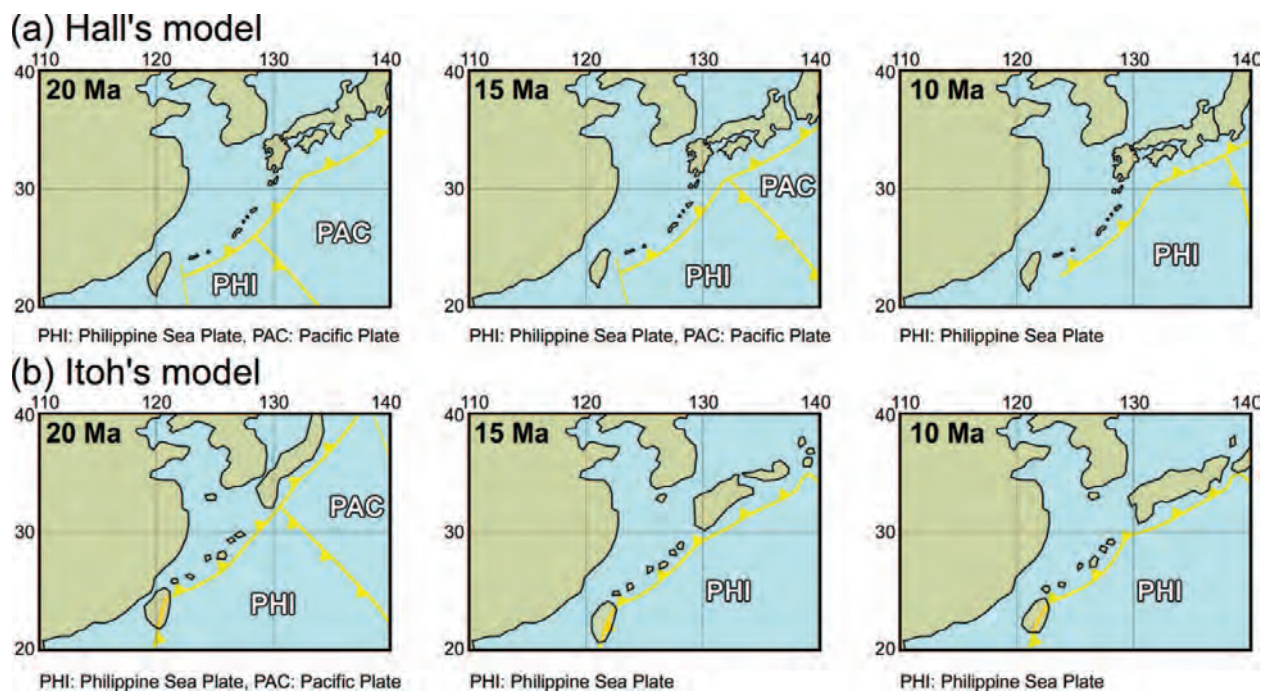 (a) Hall's model
110 120 130 140
110 120 130 140
110 120 130 140
40
30
20
20 Ma
PAC
PHI
40
30
20
15 Ma
PAC
PHI
40
30
20
10 Ma
PHI
PHI: Philippine Sea Plate, PAC: Pacific Plate
PHI: Philippine Sea Plate, PAC: Pacific Plate
PHI: Philippine Sea Plate
(b) Itoh's model
110 120 130 140
110 120 130 140
110 120 130 140
40
30
20
20 Ma
PAC
PHI
40
30
20
15 Ma
PHI
40
30
20
10 Ma
PHI
PHI: Philippine Sea Plate, PAC: Pacific Plate
PHI: Philippine Sea Plate
PHI: Philippine Sea Plate